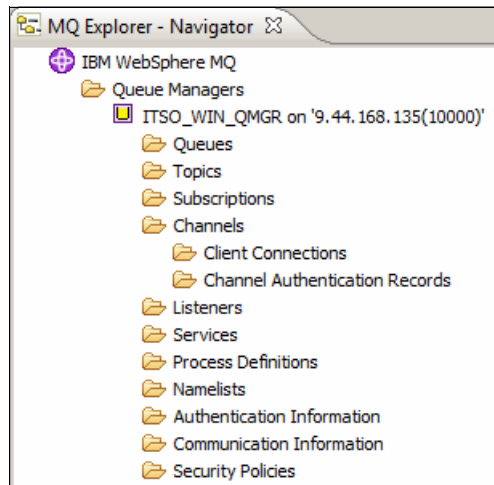 MQ Explorer - Navigator
IBM WebSphere MQ
Queue Managers
ITSO_WIN_QMGR on '9.44.168.135(10000)'
Queues
Topics
Subscriptions
Channels
Client Connections
Channel Authentication Records
Listeners
Services
Process Definitions
Namelists
Authentication Information
Communication Information
Security Policies